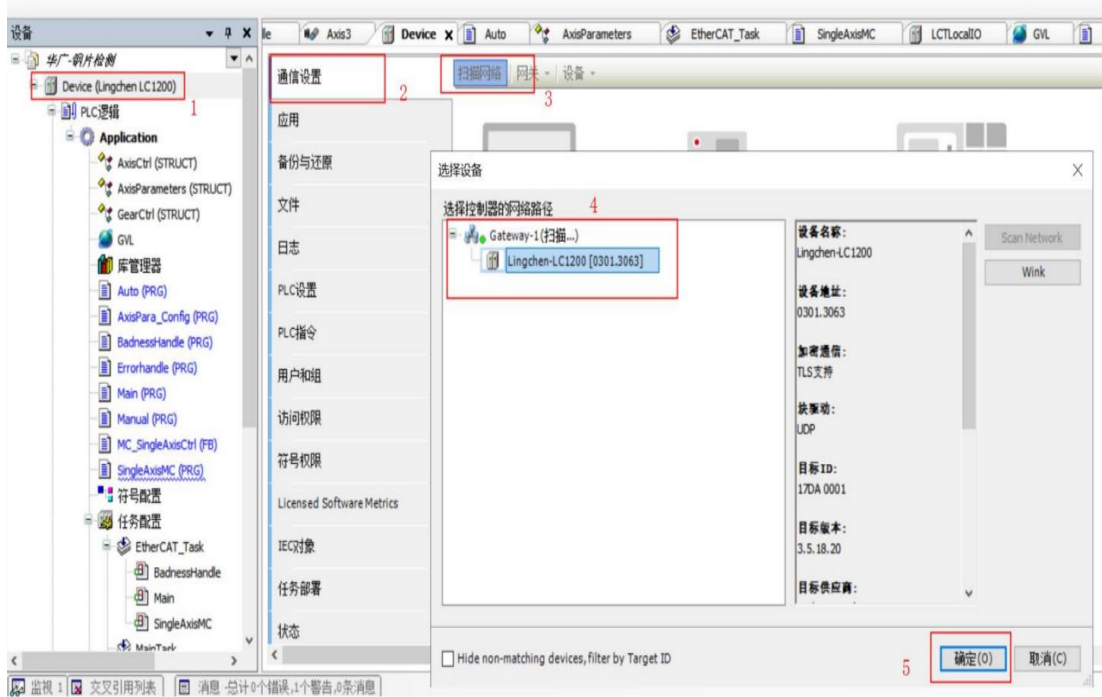 设备
华广-铜片检测
Device (Lingchen LC1200)
1
PLC逻辑
Application
AxisCtrl (STRUCT)
AxisParameters (STRUCT)
GearCtrl (STRUCT)
GVL
库管理器
Auto (PRG)
AxisPara_Config (PRG)
BadnessHandle (PRG)
Errorhandle (PRG)
Main (PRG)
Manual (PRG)
MC_SingleAxisCtrl (FB)
SingleAxisMC (PRG)
符号配置
任务配置
EtherCAT_Task
BadnessHandle
Main
SingleAxisMC
MainTask
le Axis3 Device X Auto AxisParameters EtherCAT_Task SingleAxisMC LCTLocalIO GVL
通信设置
2
应用
备份与还原
文件
日志
PLC设置
PLC指令
用户和组
访问权限
符号权限
Licensed Software Metrics
IEC对象
任务部署
状态
扫描网络 网关 设备
3
选择设备
选择控制器的网络路径
4
Gateway-1(扫描...)
Lingchen-LC1200 [0301.3063]
设备名称:
Lingchen-LC1200
设备地址:
0301.3063
加密通信:
TLS支持
块驱动:
UDP
目标ID:
17DA 0001
目标版本:
3.5.18.20
目标供应商:
Scan Network
Wink
Hide non-matching devices, filter by Target ID
5
确定(O) 取消(C)
监视 1 交叉引用列表 消息 -总计0个错误,1个警告,0条消息